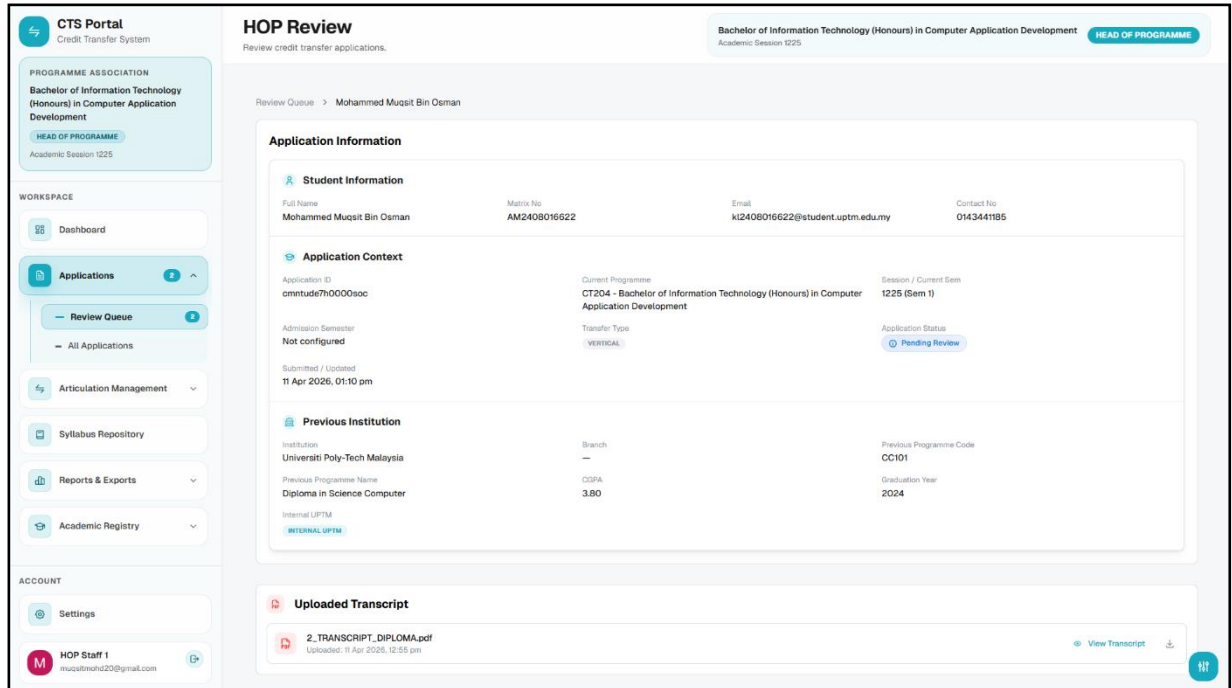 CTS Portal
Credit Transfer System
PROGRAMME ASSOCIATION
Bachelor of Information Technology
(Honours) in Computer Application
Development
HEAD OF PROGRAMME
Academic Session 1225
WORKSPACE
Dashboard
Applications 2
Review Queue 2
All Applications
Articulation Management
Syllabus Repository
Reports & Exports
Academic Registry
ACCOUNT
Settings
M
HOP Staff 1
muqsitmohd20@gmail.com
HOP Review
Review credit transfer applications.
Bachelor of Information Technology (Honours) in Computer Application Development
Academic Session 1225
HEAD OF PROGRAMME
Review Queue > Mohammed Muqsit Bin Osman
Application Information
Student Information
Full Name Matrix No Email Contact No
Mohammed Muqsit Bin Osman AM2408016622 kl2408016622@student.uptm.edu.my 0143441185
Application Context
Application ID Current Programme Session / Current Sem
cmntude7h0000soc CT204 - Bachelor of Information Technology (Honours) in Computer 1225 (Sem 1)
Application Development
Admission Semester Transfer Type Application Status
Not configured VERTICAL Pending Review
Submitted / Updated
11 Apr 2026, 01:10 pm
Previous Institution
Institution Branch Previous Programme Code
Universiti Poly-Tech Malaysia — CC101
Previous Programme Name CGPA Graduation Year
Diploma in Science Computer 3.80 2024
Internal UPTM
INTERNAL UPTM
PDF Uploaded Transcript
PDF 2_TRANSCRIPT_DIPLOMA.pdf View Transcript
Uploaded: 11 Apr 2026, 12:55 pm